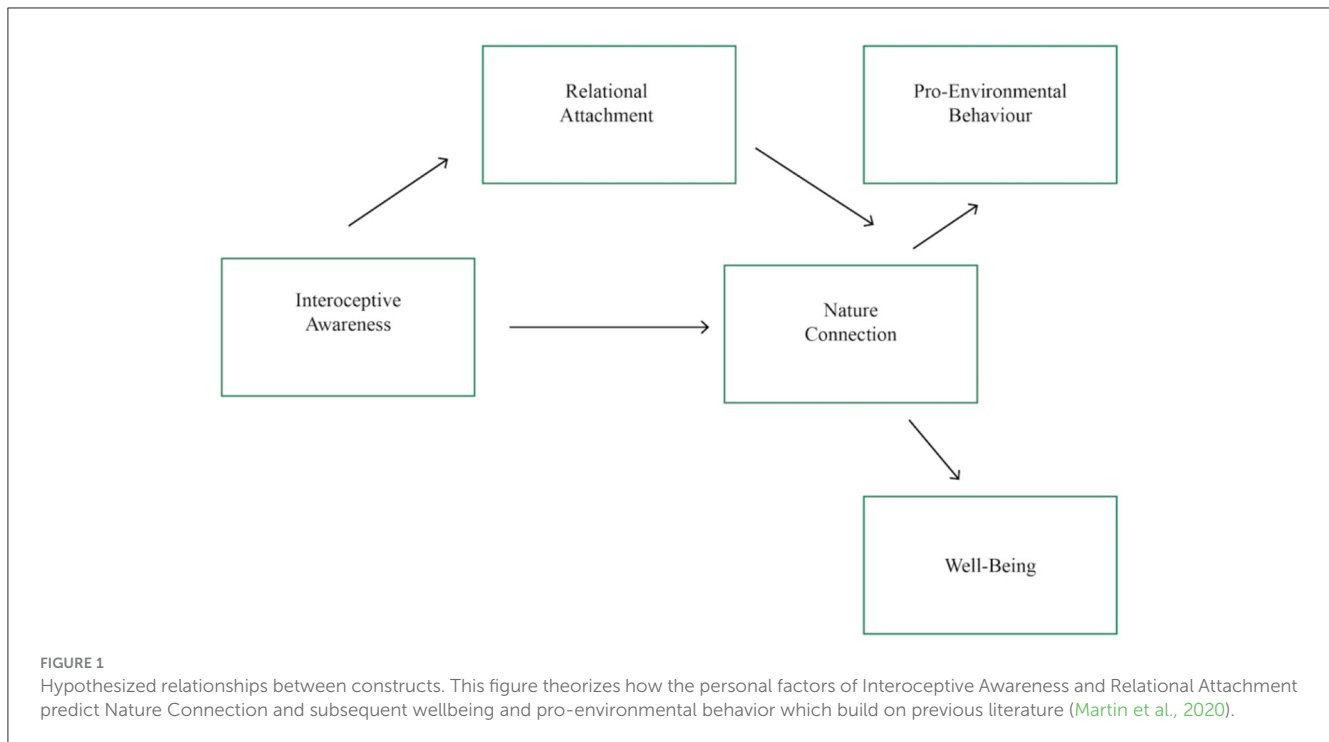 Relational
Attachment
Pro-Environmental
Behaviour
Interoceptive
Awareness
Nature
Connection
Well-Being
FIGURE 1
Hypothesized relationships between constructs. This figure theorizes how the personal factors of Interoceptive Awareness and Relational Attachment
predict Nature Connection and subsequent wellbeing and pro-environmental behavior which build on previous literature (Martin et al., 2020).